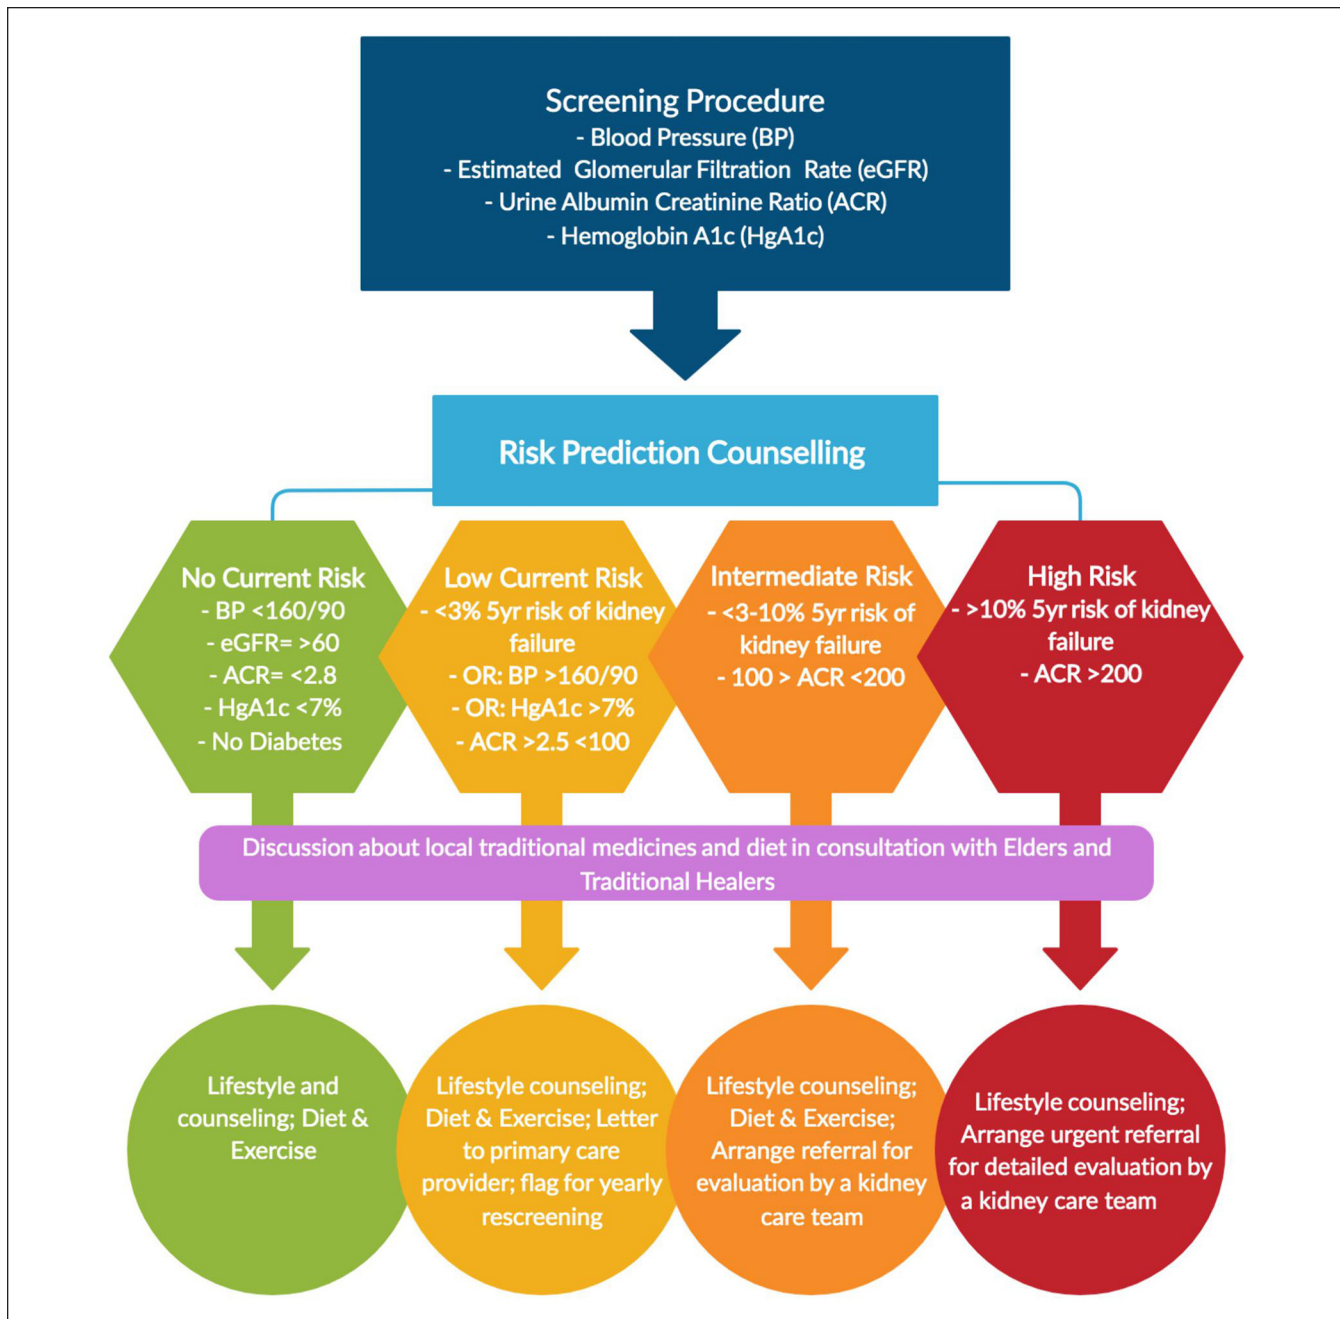 Screening Procedure
- Blood Pressure (BP)
- Estimated Glomerular Filtration Rate (eGFR)
- Urine Albumin Creatinine Ratio (ACR)
- Hemoglobin A1c (HgA1c)
Risk Prediction Counselling
No Current Risk
- BP <160/90
- eGFR= >60
- ACR= <2.8
- HgA1c <7%
- No Diabetes
Low Current Risk
- <3% 5yr risk of kidney
failure
- OR: BP >160/90
- OR: HgA1c >7%
- ACR >2.5 <100
Intermediate Risk
- <3-10% 5yr risk of
kidney failure
- 100 > ACR <200
High Risk
- >10% 5yr risk of kidney
failure
- ACR >200
Discussion about local traditional medicines and diet in consultation with Elders and
Traditional Healers
Lifestyle and
counseling; Diet &
Exercise
Lifestyle counseling;
Diet & Exercise; Letter
to primary care
provider; flag for yearly
rescreening
Lifestyle counseling;
Diet & Exercise;
Arrange referral for
evaluation by a kidney
care team
Lifestyle counseling;
Arrange urgent referral
for detailed evaluation by
a kidney care team